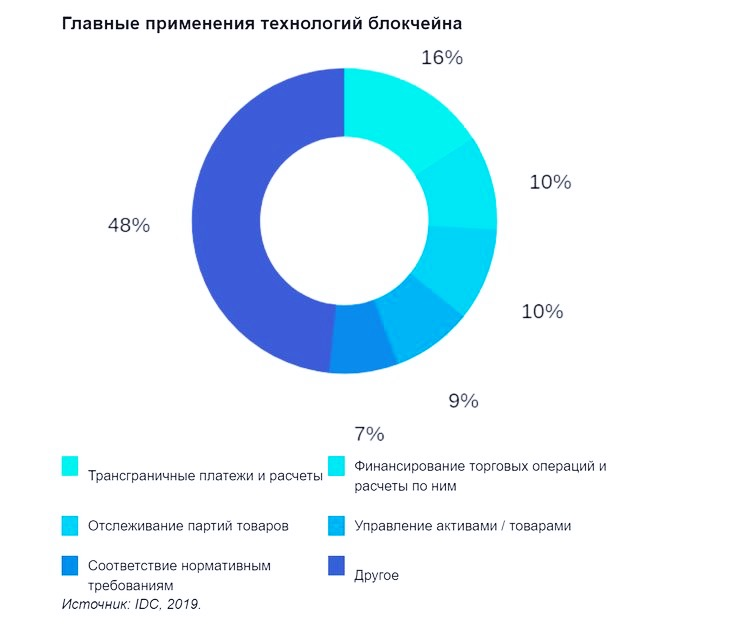 Главные применения технологий блокчейна
16%
10%
48%
10%
9%
7%
Трансграничные платежи и расчеты
Финансирование торговых операций и
расчеты по ним
Отслеживание партий товаров
Управление активами / товарами
Соответствие нормативным
требованиям
Другое
Источник: IDC, 2019.